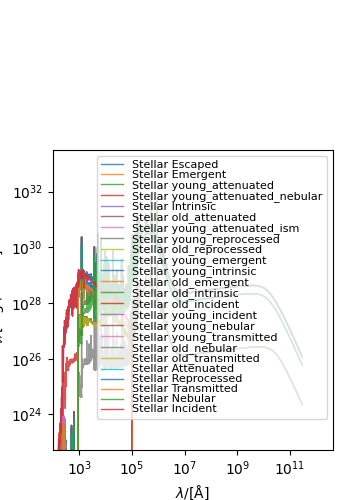 Stellar Escaped
Stellar Emergent
Stellar young_attenuated
Stellar young_attenuated_nebular
Stellar Intrinsic
Stellar old_attenuated
Stellar young_attenuated_ism
Stellar young_reprocessed
Stellar old_reprocessed
Stellar young_emergent
Stellar young_intrinsic
Stellar old_emergent
Stellar old_intrinsic
Stellar old_incident
Stellar young_incident
Stellar young_nebular
Stellar young_transmitted
Stellar old_nebular
Stellar old_transmitted
Stellar Attenuated
Stellar Reprocessed
Stellar Transmitted
Stellar Nebular
Stellar Incident
10³²
10³⁰
10²⁸
10²⁶
10²⁴
10³ 10⁵ 10⁷ 10⁹ 10¹¹
λ/[Å]